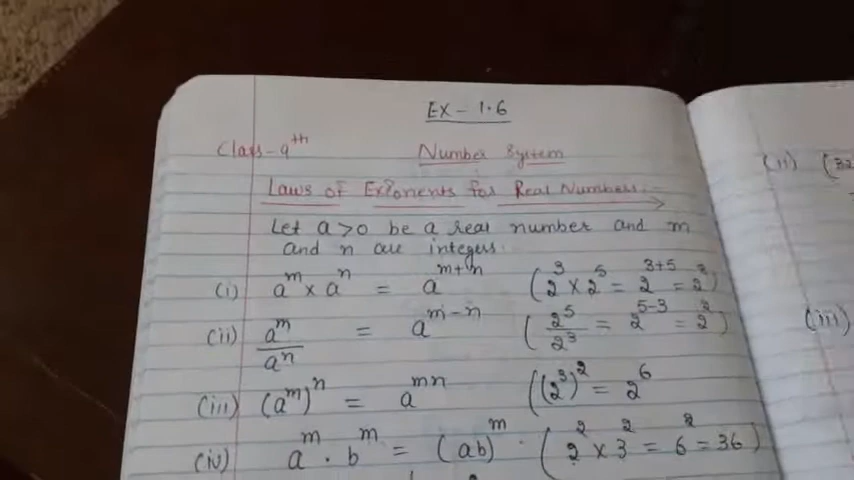 EX - 1.6
Class - 9th
Number System
Laws of Exponents for Real Numbers.
Let a>0 be a real number and m
and n are integers.
(i) a^m × a^n = a^(m+n) (2^3 × 2^5 = 2^(3+5) = 2^8)
(ii) a^m/a^n = a^(m-n) (2^5/2^3 = 2^(5-3) = 2^2)
(iii) (a^m)^n = a^(mn) ((2^3)^2 = 2^6
(iv) a^m · b^m = (ab)^m · (2^2 × 3^2 = 6^2 = 36)
(ii) (32
(iii)